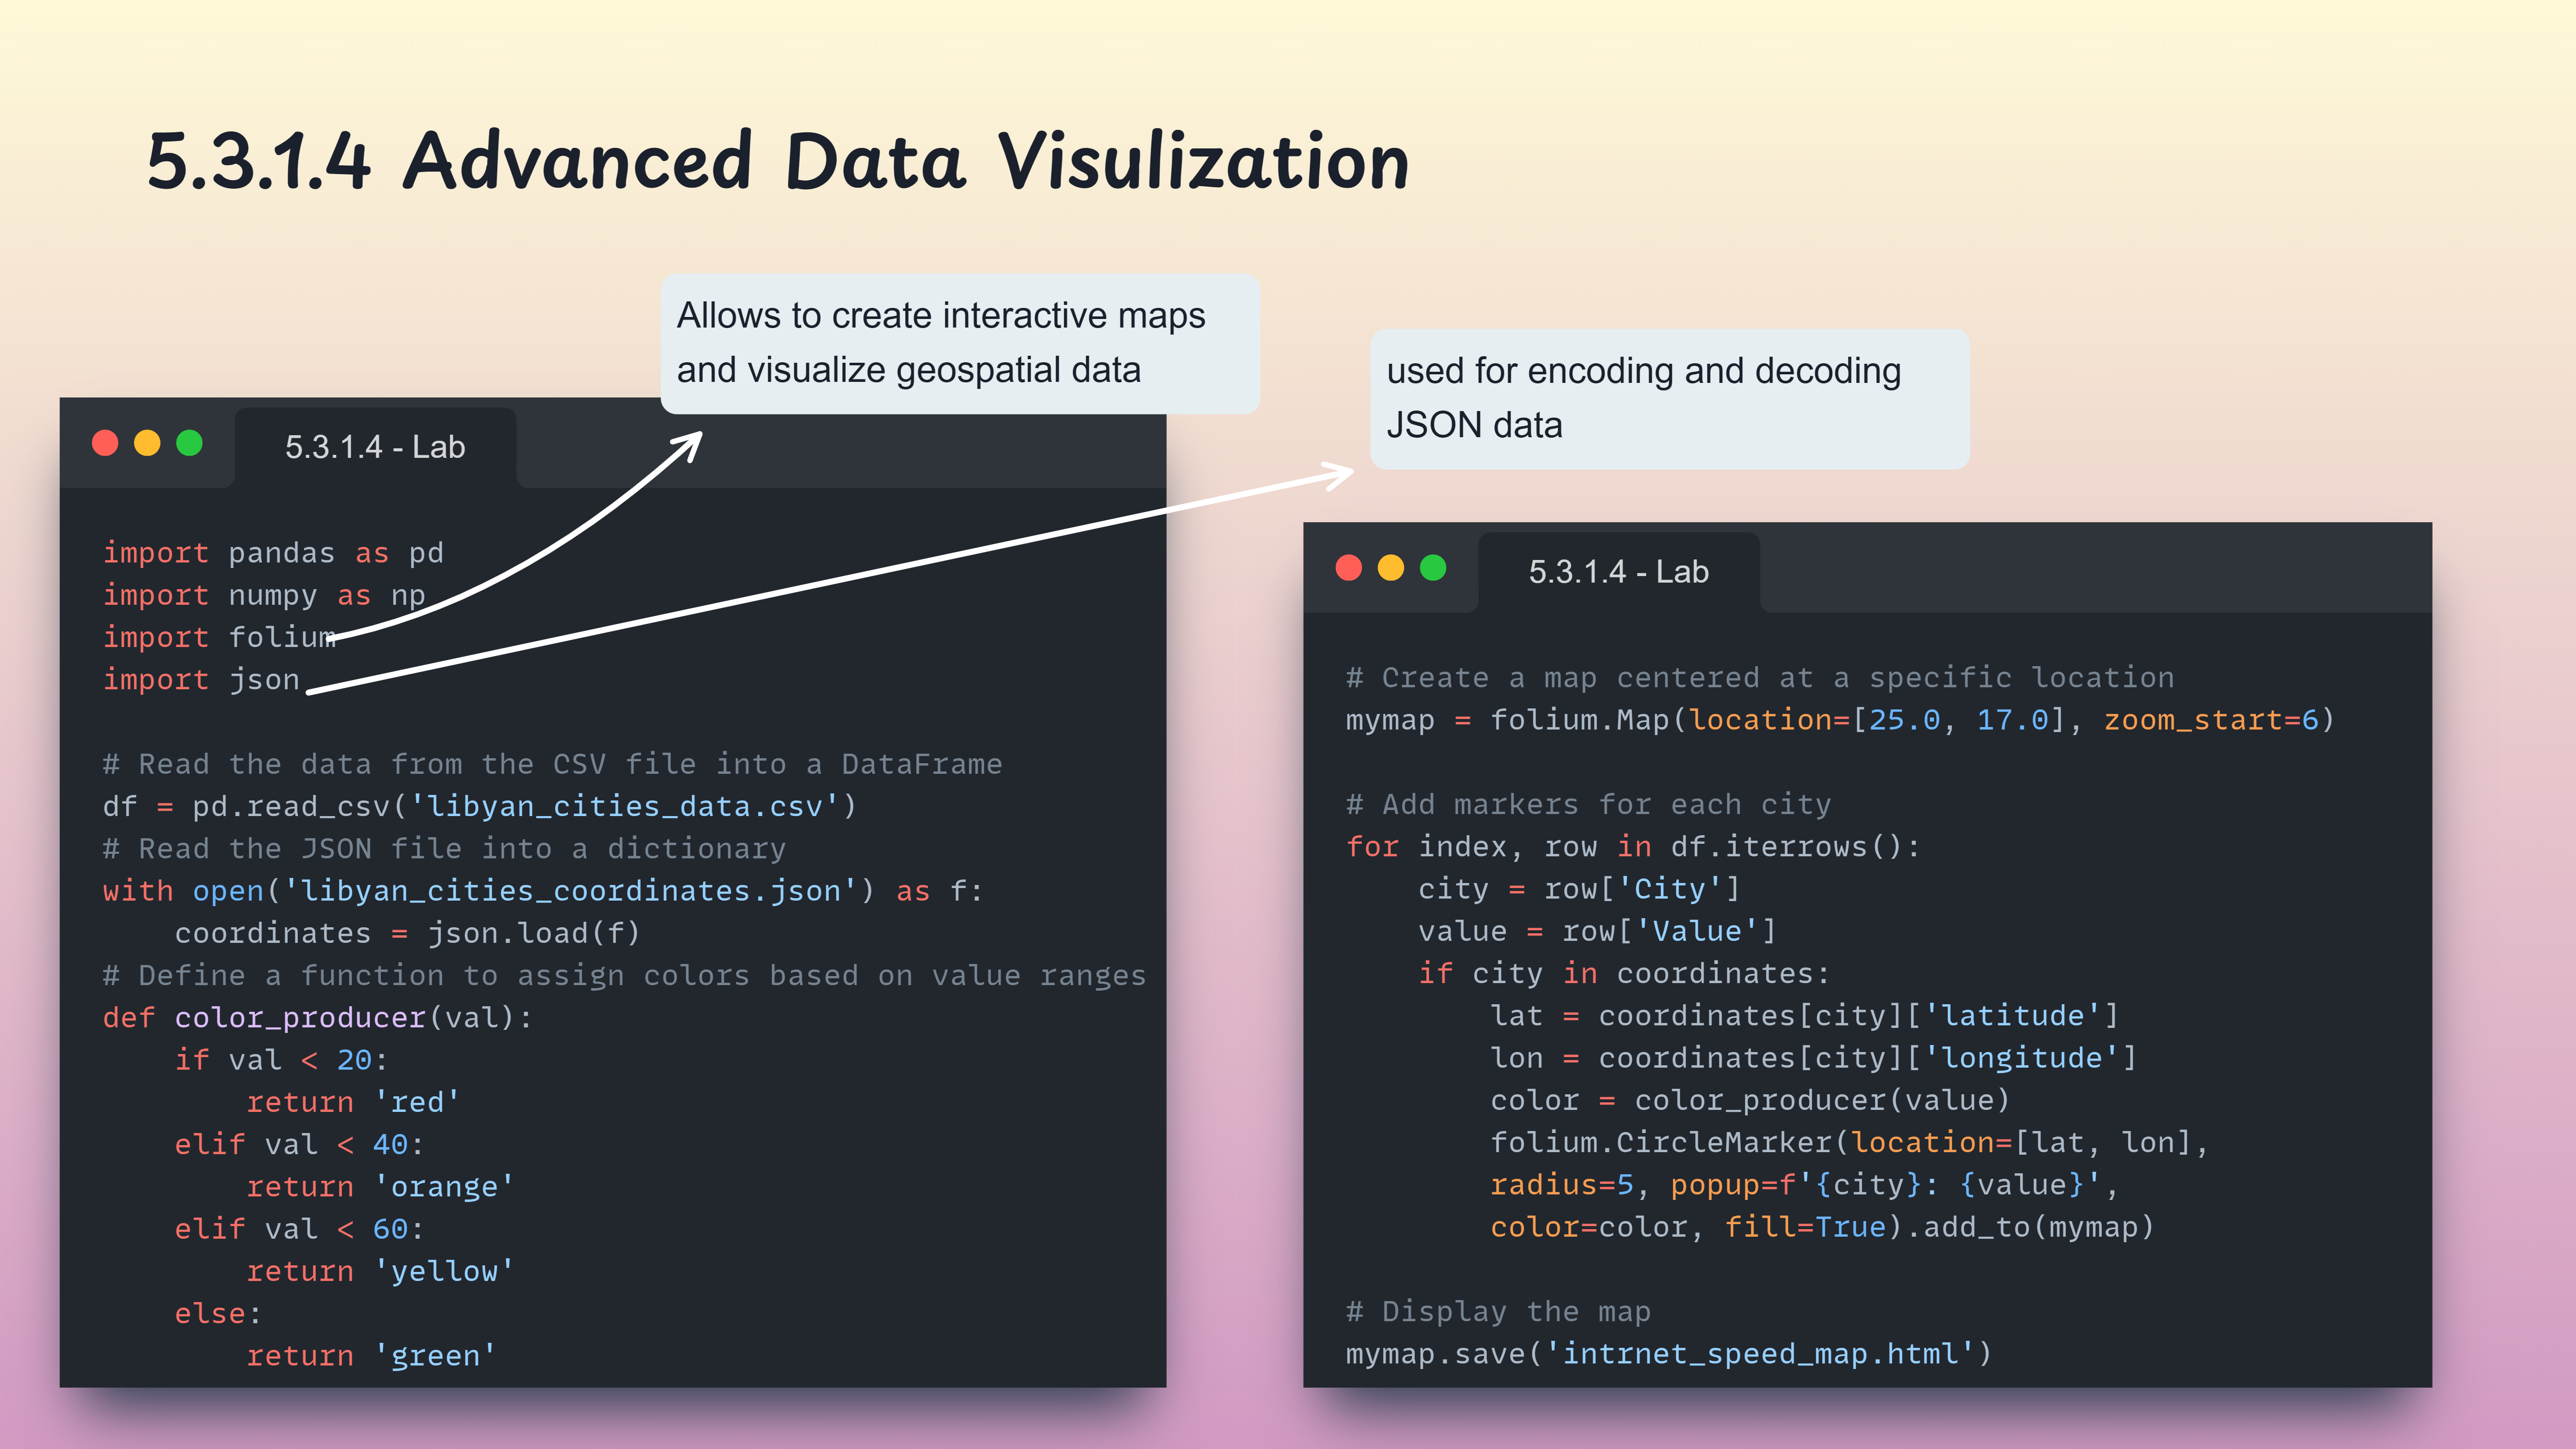 5.3.1.4 Advanced Data Visulization
Allows to create interactive maps
and visualize geospatial data
used for encoding and decoding
JSON data
5.3.1.4 - Lab
import pandas as pd
import numpy as np
import folium
import json
# Read the data from the CSV file into a DataFrame
df = pd.read_csv('libyan_cities_data.csv')
# Read the JSON file into a dictionary
with open('libyan_cities_coordinates.json') as f:
    coordinates = json.load(f)
# Define a function to assign colors based on value ranges
def color_producer(val):
    if val < 20:
        return 'red'
    elif val < 40:
        return 'orange'
    elif val < 60:
        return 'yellow'
    else:
        return 'green'
5.3.1.4 - Lab
# Create a map centered at a specific location
mymap = folium.Map(location=[25.0, 17.0], zoom_start=6)
# Add markers for each city
for index, row in df.iterrows():
    city = row['City']
    value = row['Value']
    if city in coordinates:
        lat = coordinates[city]['latitude']
        lon = coordinates[city]['longitude']
        color = color_producer(value)
        folium.CircleMarker(location=[lat, lon],
        radius=5, popup=f'{city}: {value}',
        color=color, fill=True).add_to(mymap)
# Display the map
mymap.save('intrnet_speed_map.html')